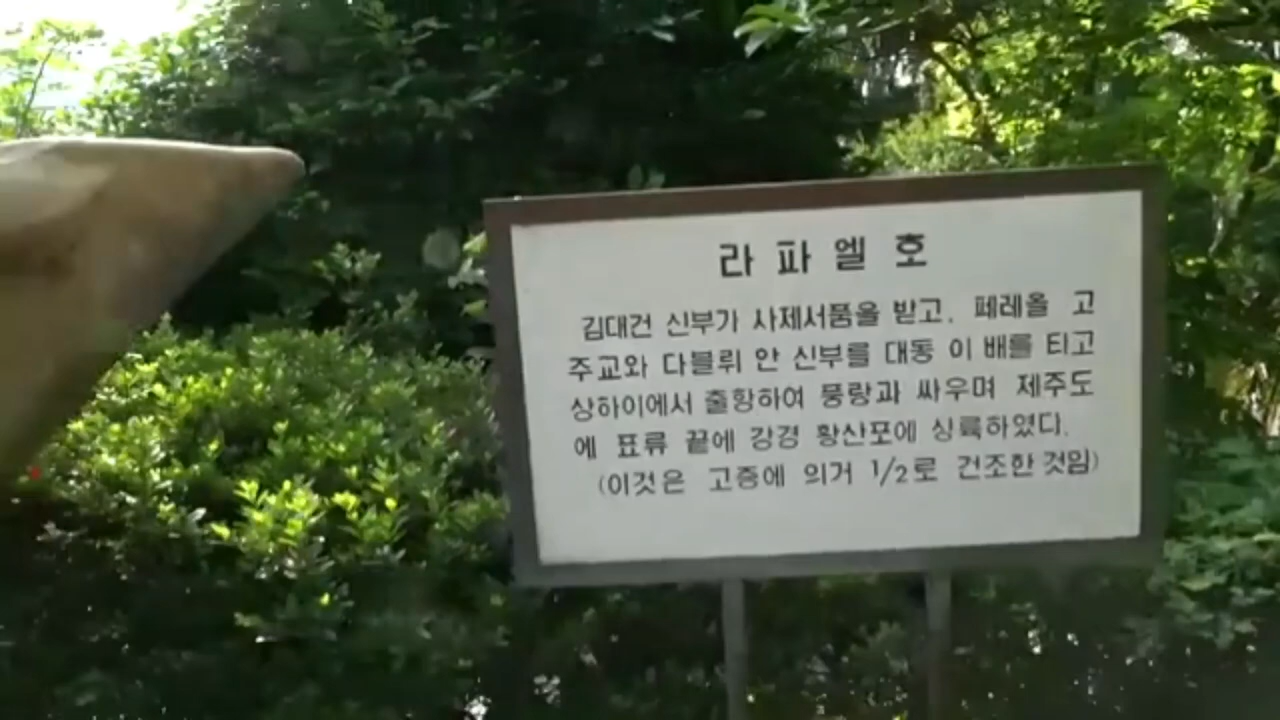 라파엘호
김대건 신부가 사제서품을 받고, 페레올 고
주교와 다블뤼 안 신부를 대동 이 배를 타고
상하이에서 출항하여 풍랑과 싸우며 제주도
에 표류 끝에 강경 황산포에 상륙하였다.
(이것은 고증에 의거 1/2로 건조한 것임)